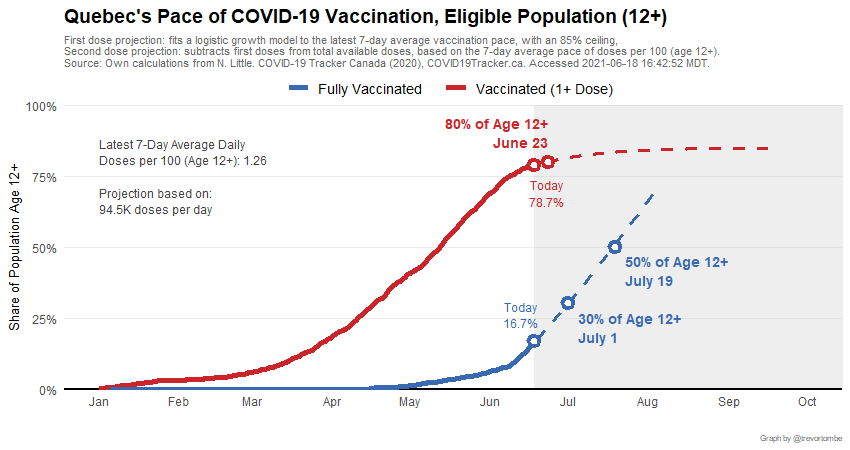 Quebec's Pace of COVID-19 Vaccination, Eligible Population (12+)
First dose projection: fits a logistic growth model to the latest 7-day average vaccination pace, with an 85% ceiling,
Second dose projection: subtracts first doses from total available doses, based on the 7-day average pace of doses per 100 (age 12+).
Source: Own calculations from N. Little. COVID-19 Tracker Canada (2020), COVID19Tracker.ca. Accessed 2021-06-18 16:42:52 MDT.
Fully Vaccinated
Vaccinated (1+ Dose)
100%
75%
50%
25%
0%
Share of Population Age 12+
Latest 7-Day Average Daily
Doses per 100 (Age 12+): 1.26
Projection based on:
94.5K doses per day
80% of Age 12+
June 23
Today
78.7%
50% of Age 12+
July 19
Today
16.7%
30% of Age 12+
July 1
Jan
Feb
Mar
Apr
May
Jun
Jul
Aug
Sep
Oct
Graph by @trevortombe